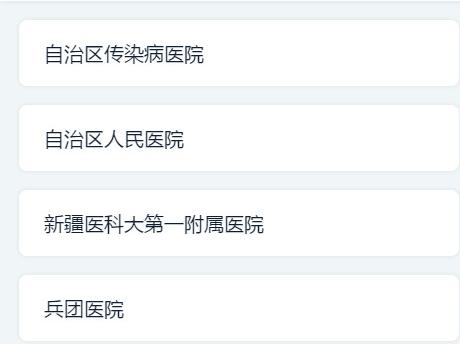 自治区传染病医院
自治区人民医院
新疆医科大第一附属医院
兵团医院